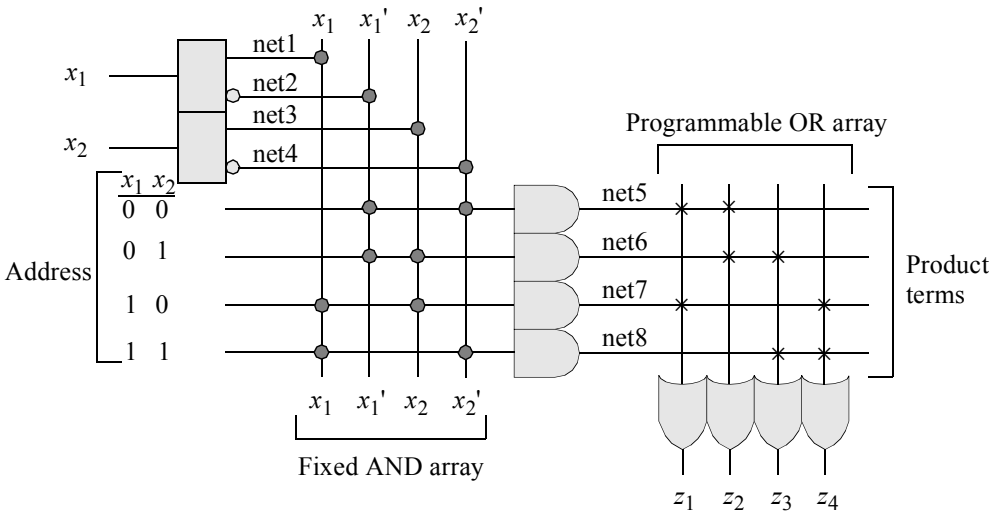 x1 x1' x2 x2'
net1
x1
net2
net3
Programmable OR array
x2
net4
x1 x2
0 0
net5
0 1
net6
Address
Product
terms
1 0
net7
1 1
net8
x1 x1' x2 x2'
Fixed AND array
z1 z2 z3 z4